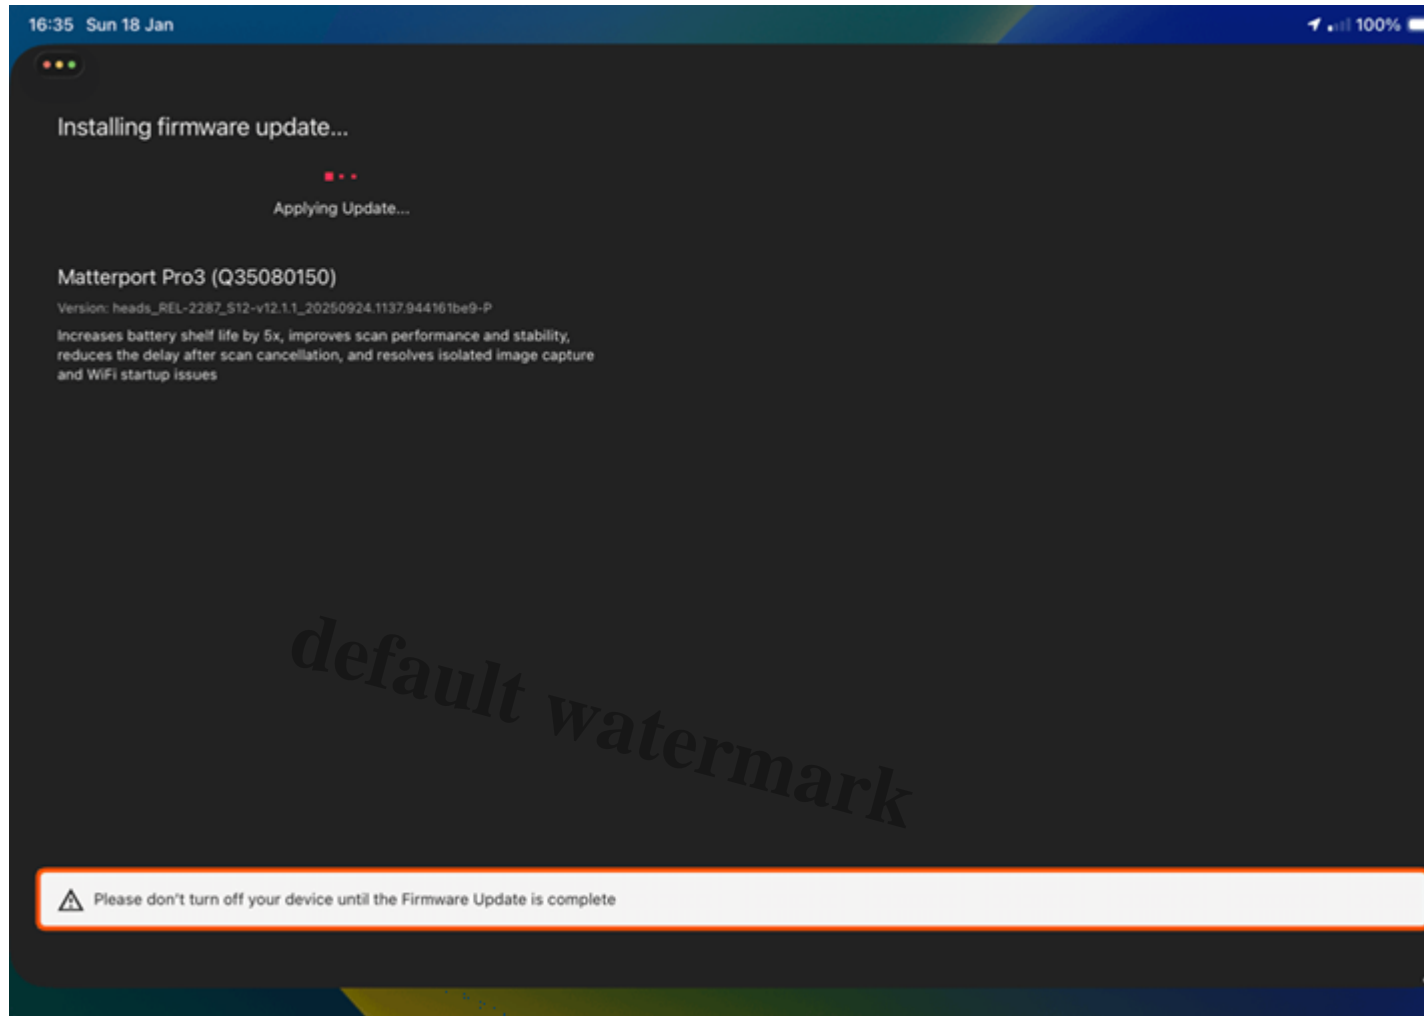 16:35 Sun 18 Jan
100%
Installing firmware update...
Applying Update...
Matterport Pro3 (Q35080150)
Version: heads_REL-2287_S12-v12.1.1_20250924.1137.944161be9-P
Increases battery shelf life by 5x, improves scan performance and stability,
reduces the delay after scan cancellation, and resolves isolated image capture
and WiFi startup issues
default watermark
Please don't turn off your device until the Firmware Update is complete